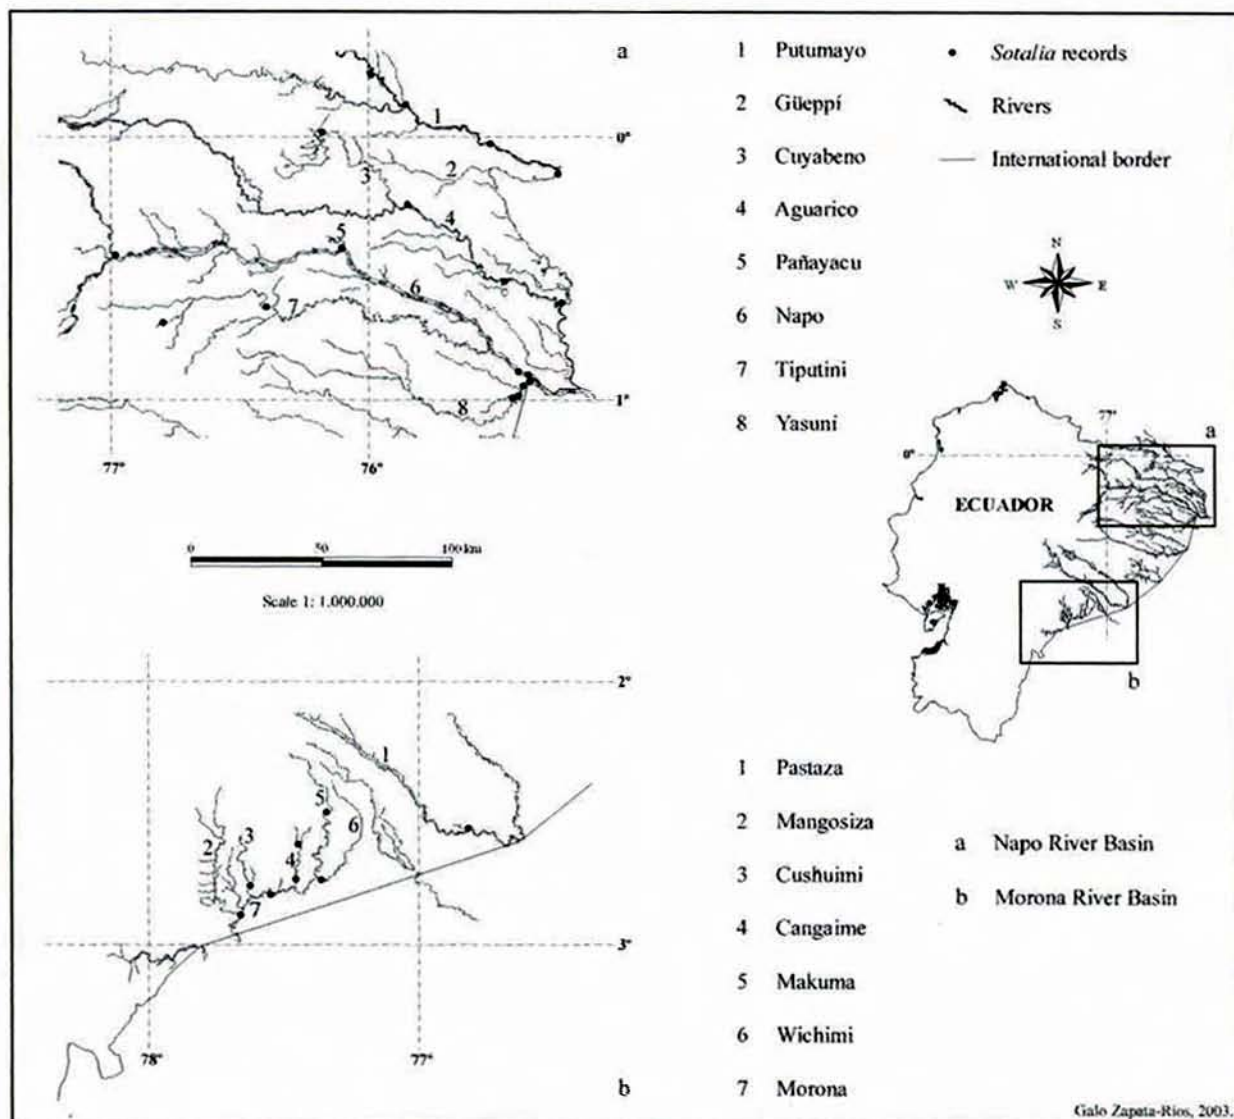 a
1
0°
2
3
4
5
6
7
8
1°
77°
76°
1 Putumayo
2 Güeppí
3 Cuyabeno
4 Aguarico
5 Pañayacu
6 Napo
7 Tiputini
8 Yasuní
Sotalia records
Rivers
International border
N
W E
S
77°
0°
a
ECUADOR
b
0 50 100 km
Scale 1: 1.000.000
2°
1
5
6
2 3
4
7
3°
78°
77°
b
1 Pastaza
2 Mangosiza
3 Cushuimi
4 Cangaime
5 Makuma
6 Wichimi
7 Morona
a Napo River Basin
b Morona River Basin
Galo Zapata-Ríos, 2003.